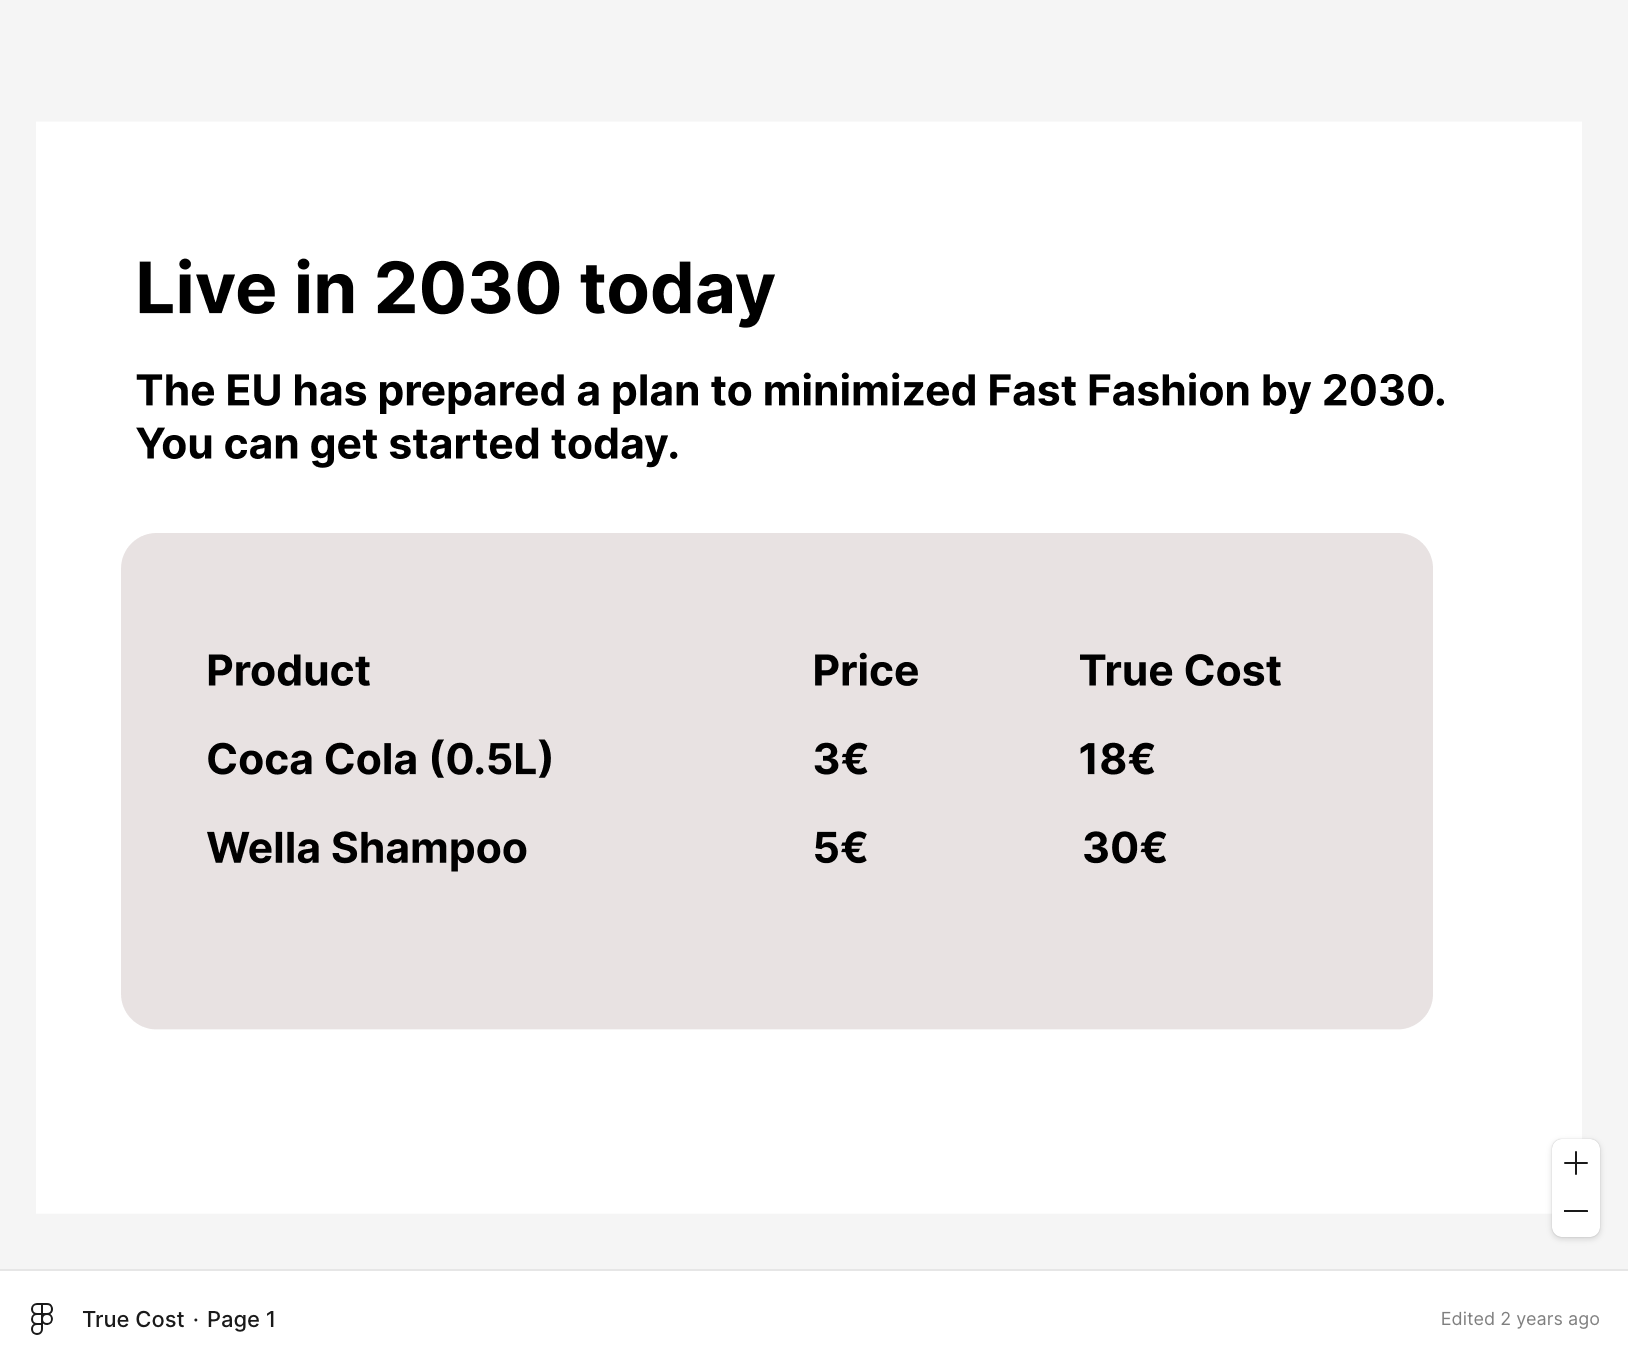 Live in 2030 today
The EU has prepared a plan to minimized Fast Fashion by 2030.
You can get started today.
Product Price True Cost
Coca Cola (0.5L) 3€ 18€
Wella Shampoo 5€ 30€
True Cost · Page 1
Edited 2 years ago